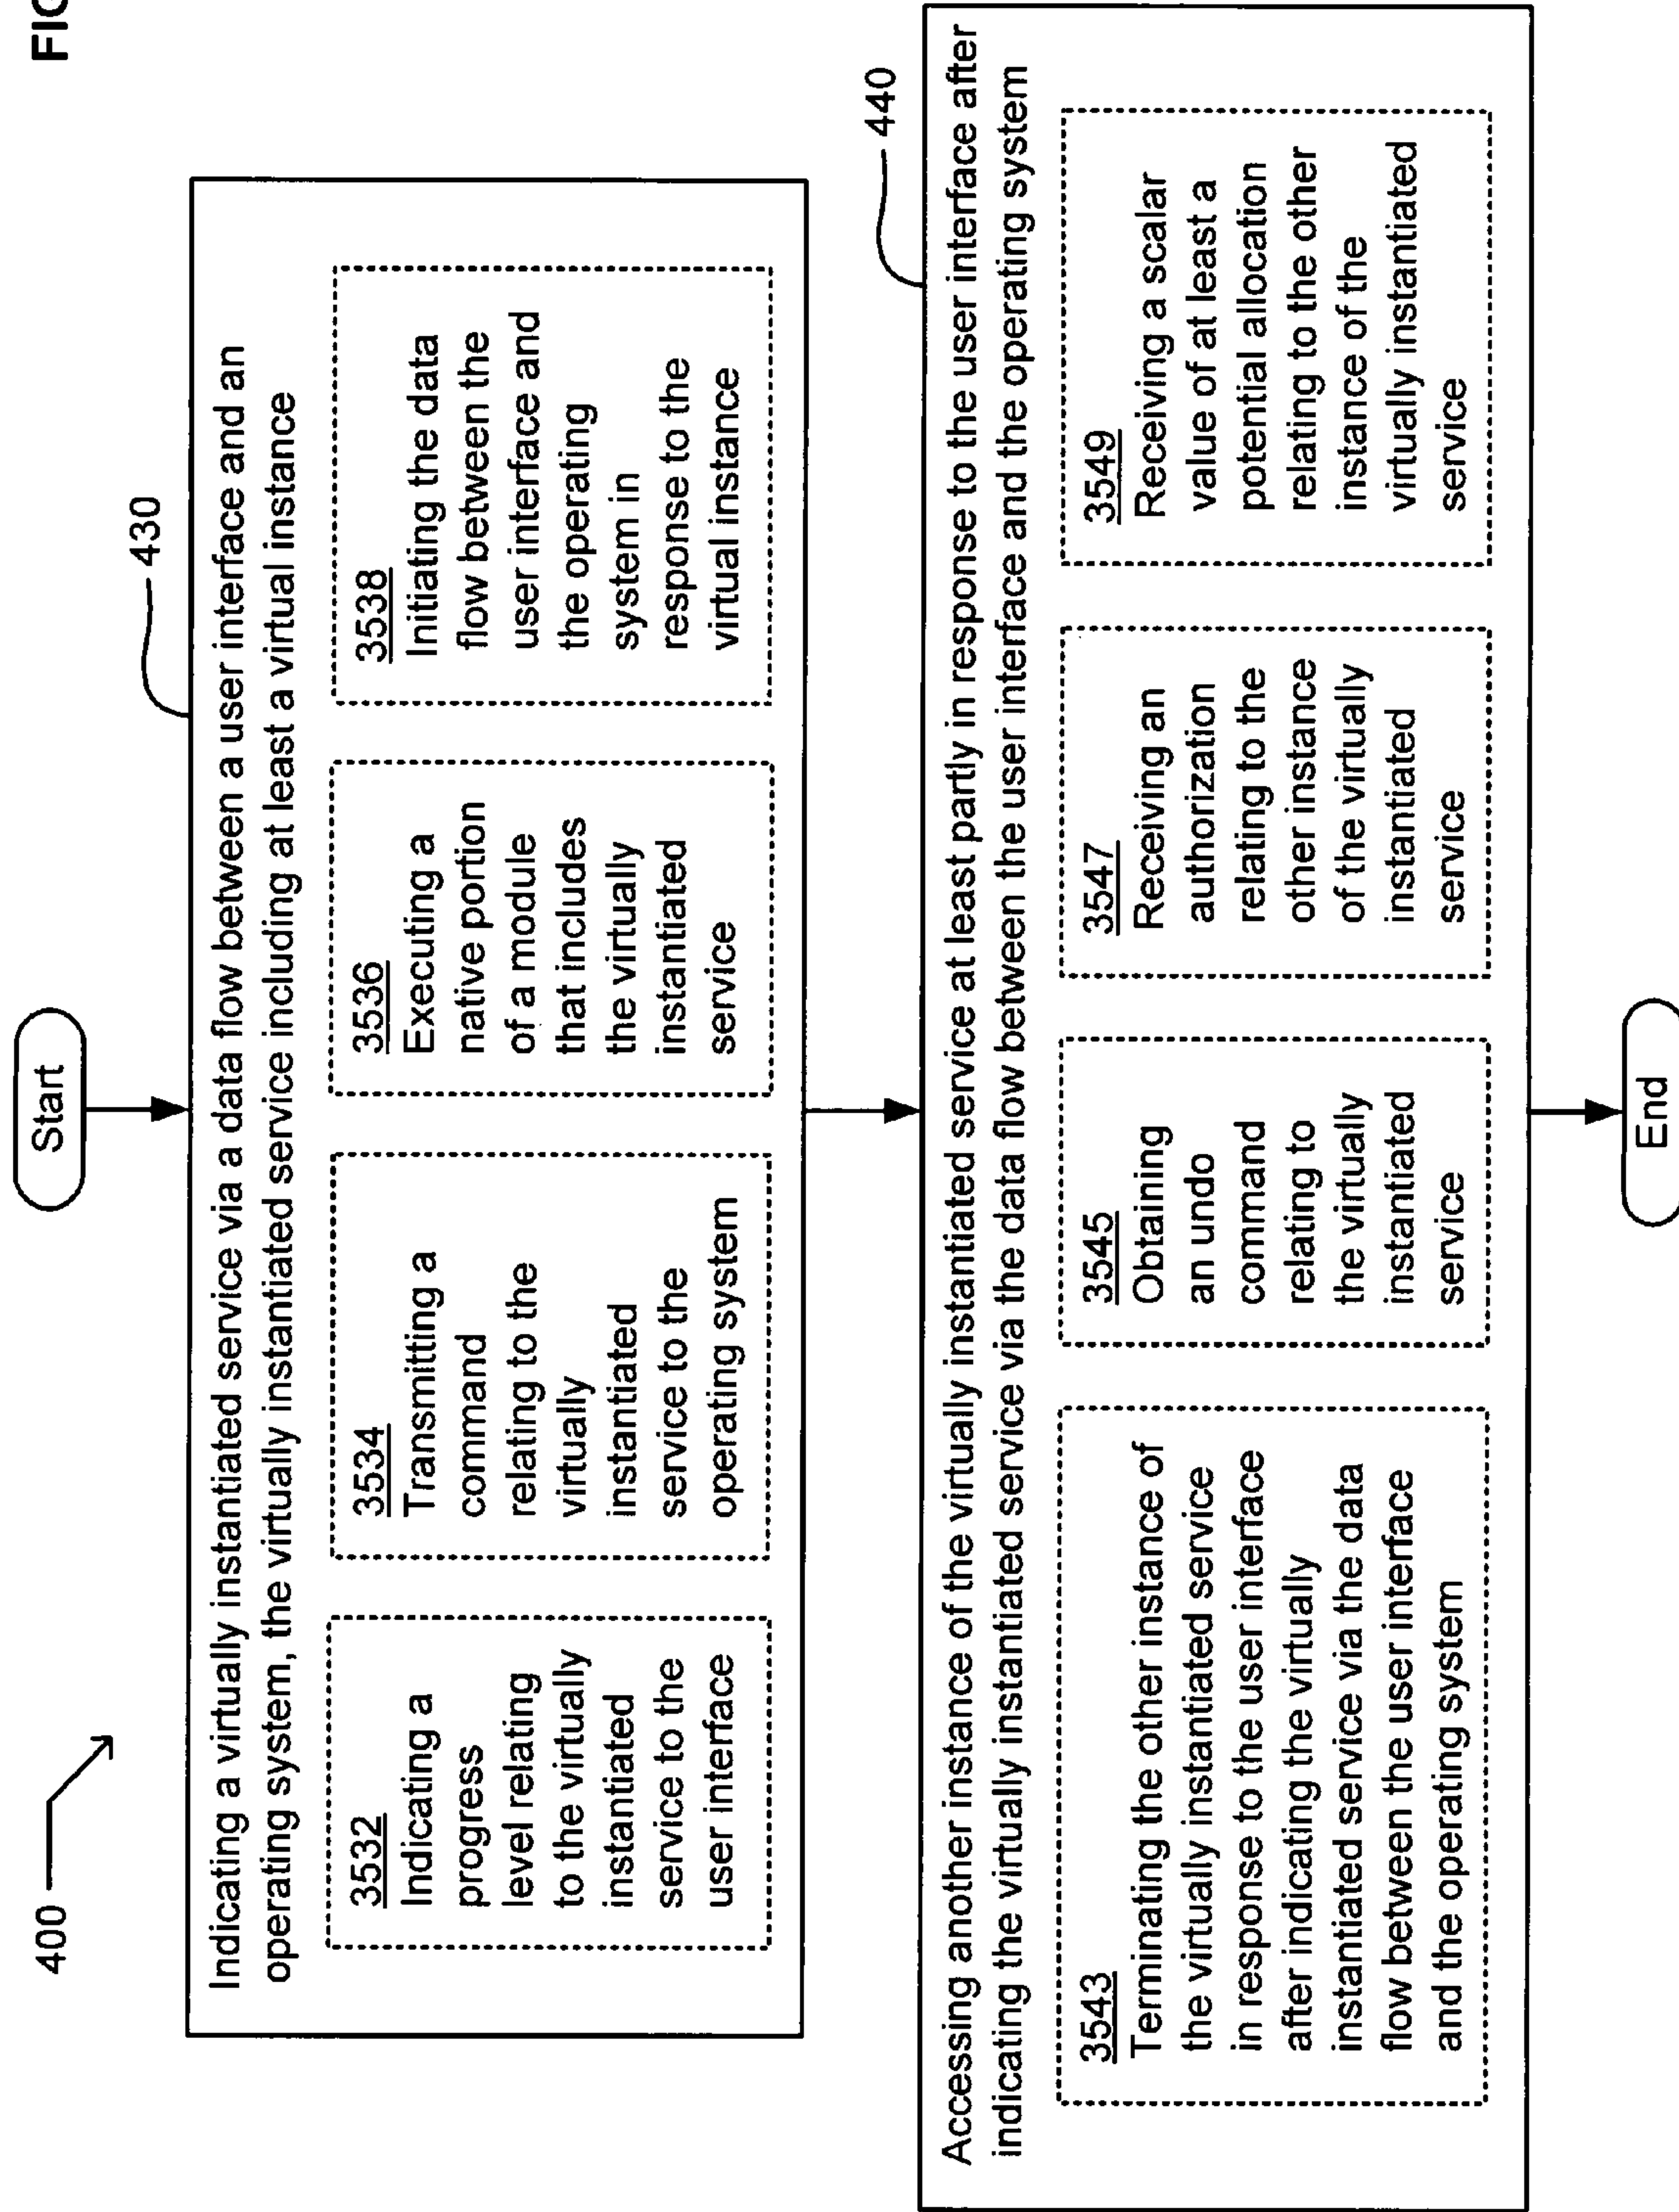 FIG
400
Start
430
Indicating a virtually instantiated service via a data flow between a user interface and an
operating system, the virtually instantiated service including at least a virtual instance
3532
Indicating a
progress
level relating
to the virtually
instantiated
service to the
user interface
3534
Transmitting a
command
relating to the
virtually
instantiated
service to the
operating system
3536
Executing a
native portion
of a module
that includes
the virtually
instantiated
service
3538
Initiating the data
flow between the
user interface and
the operating
system in
response to the
virtual instance
440
Accessing another instance of the virtually instantiated service at least partly in response to the user interface after
indicating the virtually instantiated service via the data flow between the user interface and the operating system
3543
Terminating the other instance of
the virtually instantiated service
in response to the user interface
after indicating the virtually
instantiated service via the data
flow between the user interface
and the operating system
3545
Obtaining
an undo
command
relating to
the virtually
instantiated
service
3547
Receiving an
authorization
relating to the
other instance
of the virtually
instantiated
service
3549
Receiving a scalar
value of at least a
potential allocation
relating to the other
instance of the
virtually instantiated
service
End